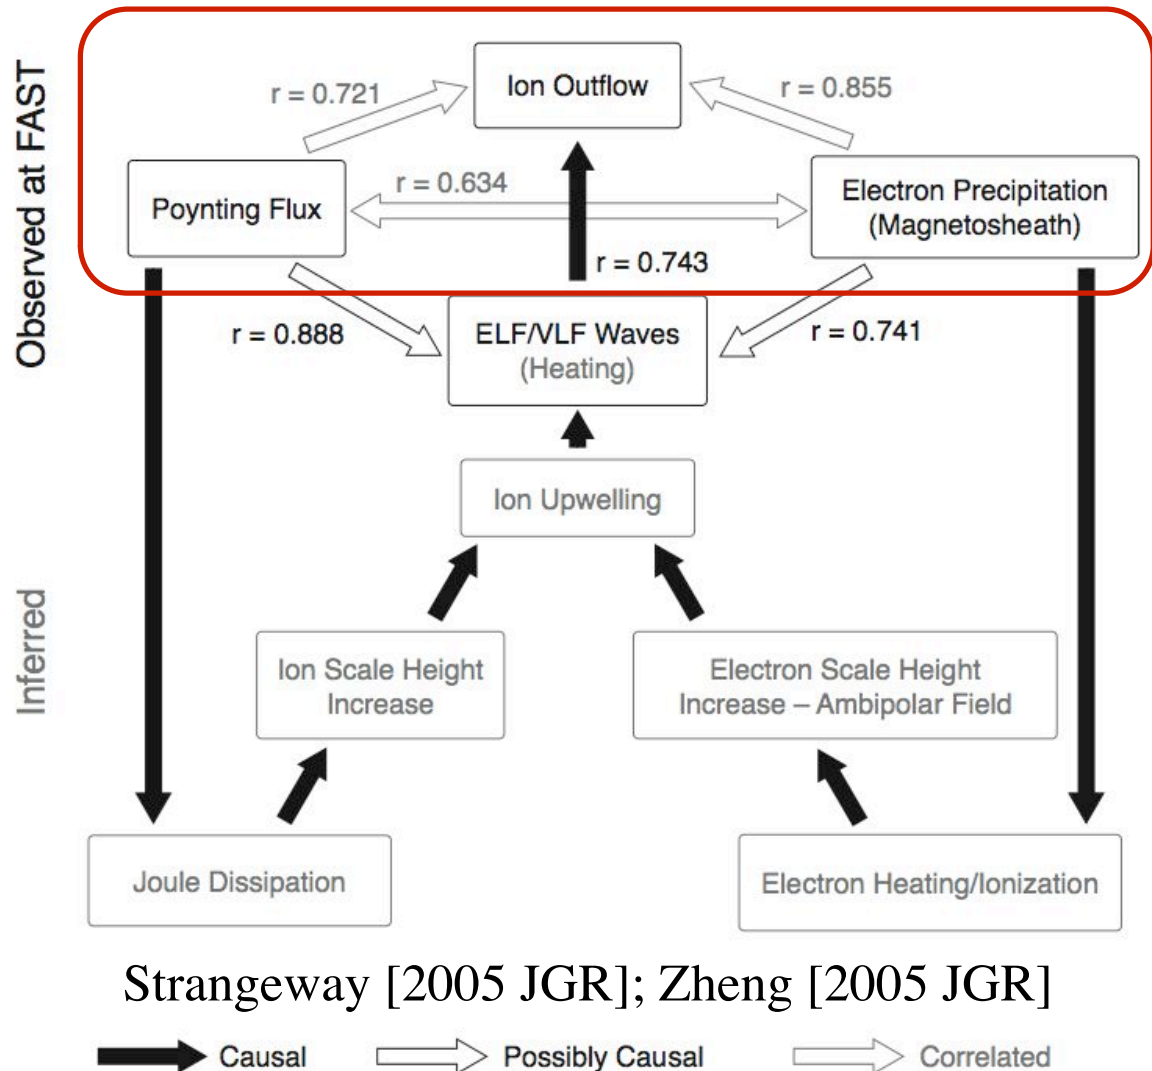 Observed at FAST
Inferred
Ion Outflow
r = 0.721
r = 0.855
r = 0.634
Poynting Flux
Electron Precipitation
(Magnetosheath)
r = 0.743
r = 0.888
r = 0.741
ELF/VLF Waves
(Heating)
Ion Upwelling
Ion Scale Height
Increase
Electron Scale Height
Increase – Ambipolar Field
Joule Dissipation
Electron Heating/Ionization
Strangeway [2005 JGR]; Zheng [2005 JGR]
Causal
Possibly Causal
Correlated